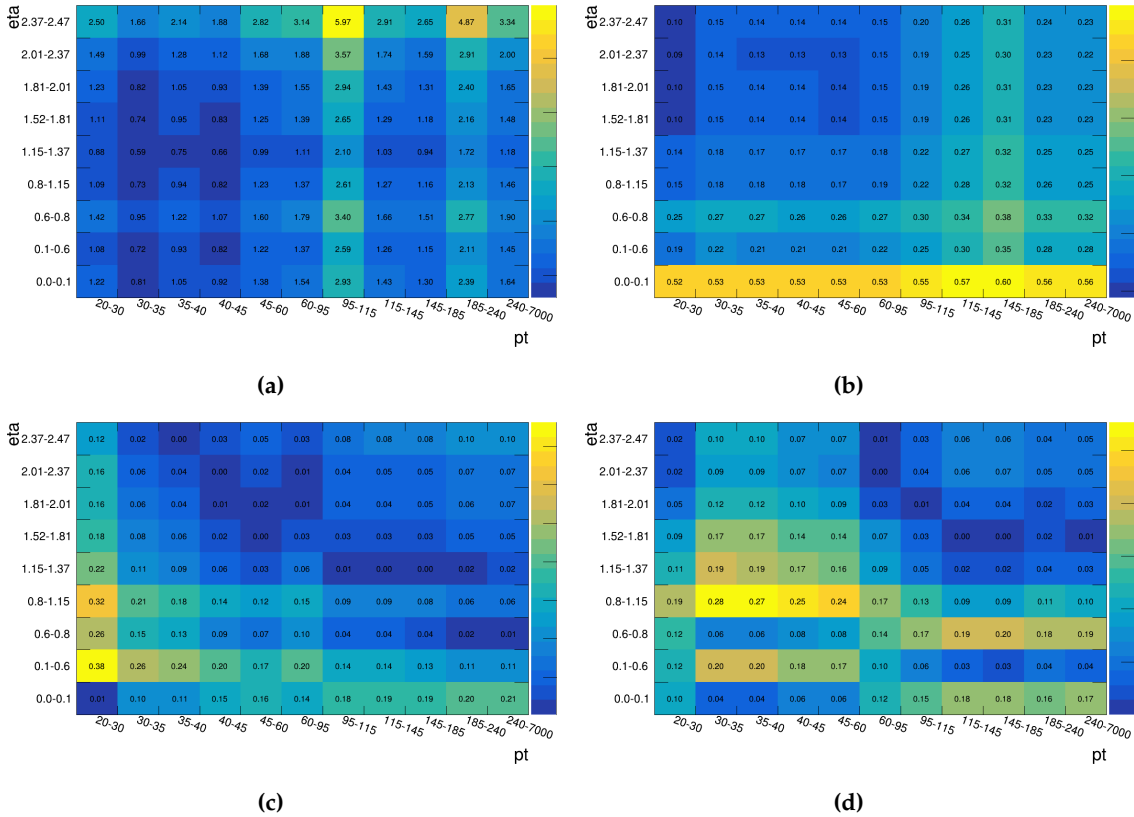 eta
2.37-2.47 2.50 1.66 2.14 1.88 2.82 3.14 5.97 2.91 2.65 4.87 3.34
2.01-2.37 1.49 0.99 1.28 1.12 1.68 1.88 3.57 1.74 1.59 2.91 2.00
1.81-2.01 1.23 0.82 1.05 0.93 1.39 1.55 2.94 1.43 1.31 2.40 1.65
1.52-1.81 1.11 0.74 0.95 0.83 1.25 1.39 2.65 1.29 1.18 2.16 1.48
1.15-1.37 0.88 0.59 0.75 0.66 0.99 1.11 2.10 1.03 0.94 1.72 1.18
0.8-1.15 1.09 0.73 0.94 0.82 1.23 1.37 2.61 1.27 1.16 2.13 1.46
0.6-0.8 1.42 0.95 1.22 1.07 1.60 1.79 3.40 1.66 1.51 2.77 1.90
0.1-0.6 1.08 0.72 0.93 0.82 1.22 1.37 2.59 1.26 1.15 2.11 1.45
0.0-0.1 1.22 0.81 1.05 0.92 1.38 1.54 2.93 1.43 1.30 2.39 1.64
20-30 30-35 35-40 40-45 45-60 60-95 95-115 115-145 145-185 185-240 240-7000
pt
(a)
eta
2.37-2.47 0.10 0.15 0.14 0.14 0.14 0.15 0.20 0.26 0.31 0.24 0.23
2.01-2.37 0.09 0.14 0.13 0.13 0.13 0.15 0.19 0.25 0.30 0.23 0.22
1.81-2.01 0.10 0.15 0.14 0.14 0.14 0.15 0.19 0.26 0.31 0.23 0.23
1.52-1.81 0.10 0.15 0.14 0.14 0.14 0.15 0.19 0.26 0.31 0.23 0.23
1.15-1.37 0.14 0.18 0.17 0.17 0.17 0.18 0.22 0.27 0.32 0.25 0.25
0.8-1.15 0.15 0.18 0.18 0.18 0.17 0.19 0.22 0.28 0.32 0.26 0.25
0.6-0.8 0.25 0.27 0.27 0.26 0.26 0.27 0.30 0.34 0.38 0.33 0.32
0.1-0.6 0.19 0.22 0.21 0.21 0.21 0.22 0.25 0.30 0.35 0.28 0.28
0.0-0.1 0.52 0.53 0.53 0.53 0.53 0.53 0.55 0.57 0.60 0.56 0.56
20-30 30-35 35-40 40-45 45-60 60-95 95-115 115-145 145-185 185-240 240-7000
pt
(b)
eta
2.37-2.47 0.12 0.02 0.00 0.03 0.05 0.03 0.08 0.08 0.08 0.10 0.10
2.01-2.37 0.16 0.06 0.04 0.00 0.02 0.01 0.04 0.05 0.05 0.07 0.07
1.81-2.01 0.16 0.06 0.04 0.01 0.02 0.01 0.04 0.04 0.05 0.06 0.07
1.52-1.81 0.18 0.08 0.06 0.02 0.00 0.03 0.03 0.03 0.03 0.05 0.05
1.15-1.37 0.22 0.11 0.09 0.06 0.03 0.06 0.01 0.00 0.00 0.02 0.02
0.8-1.15 0.32 0.21 0.18 0.14 0.12 0.15 0.09 0.09 0.08 0.06 0.06
0.6-0.8 0.26 0.15 0.13 0.09 0.07 0.10 0.04 0.04 0.04 0.02 0.01
0.1-0.6 0.38 0.26 0.24 0.20 0.17 0.20 0.14 0.14 0.13 0.11 0.11
0.0-0.1 0.01 0.10 0.11 0.15 0.16 0.14 0.18 0.19 0.19 0.20 0.21
20-30 30-35 35-40 40-45 45-60 60-95 95-115 115-145 145-185 185-240 240-7000
pt
(c)
eta
2.37-2.47 0.02 0.10 0.10 0.07 0.07 0.01 0.03 0.06 0.06 0.04 0.05
2.01-2.37 0.02 0.09 0.09 0.07 0.07 0.00 0.04 0.06 0.07 0.05 0.05
1.81-2.01 0.05 0.12 0.12 0.10 0.09 0.03 0.01 0.04 0.04 0.02 0.03
1.52-1.81 0.09 0.17 0.17 0.14 0.14 0.07 0.03 0.00 0.00 0.02 0.01
1.15-1.37 0.11 0.19 0.19 0.17 0.16 0.09 0.05 0.02 0.02 0.04 0.03
0.8-1.15 0.19 0.28 0.27 0.25 0.24 0.17 0.13 0.09 0.09 0.11 0.10
0.6-0.8 0.12 0.06 0.06 0.08 0.08 0.14 0.17 0.19 0.20 0.18 0.19
0.1-0.6 0.12 0.20 0.20 0.18 0.17 0.10 0.06 0.03 0.03 0.04 0.04
0.0-0.1 0.10 0.04 0.04 0.06 0.06 0.12 0.15 0.18 0.18 0.16 0.17
20-30 30-35 35-40 40-45 45-60 60-95 95-115 115-145 145-185 185-240 240-7000
pt
(d)